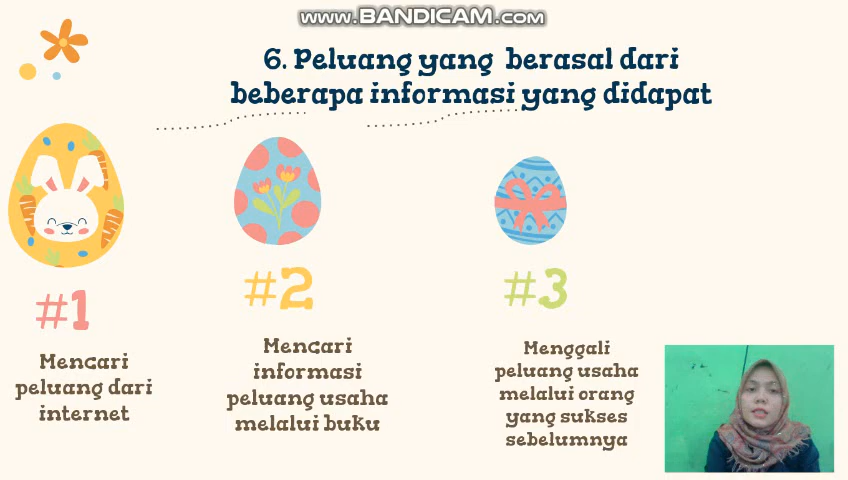 www.BANDICAM.com
6. Peluang yang berasal dari
beberapa informasi yang didapat
#1
Mencari
peluang dari
internet
#2
Mencari
informasi
peluang usaha
melalui buku
#3
Menggali
peluang usaha
melalui orang
yang sukses
sebelumnya